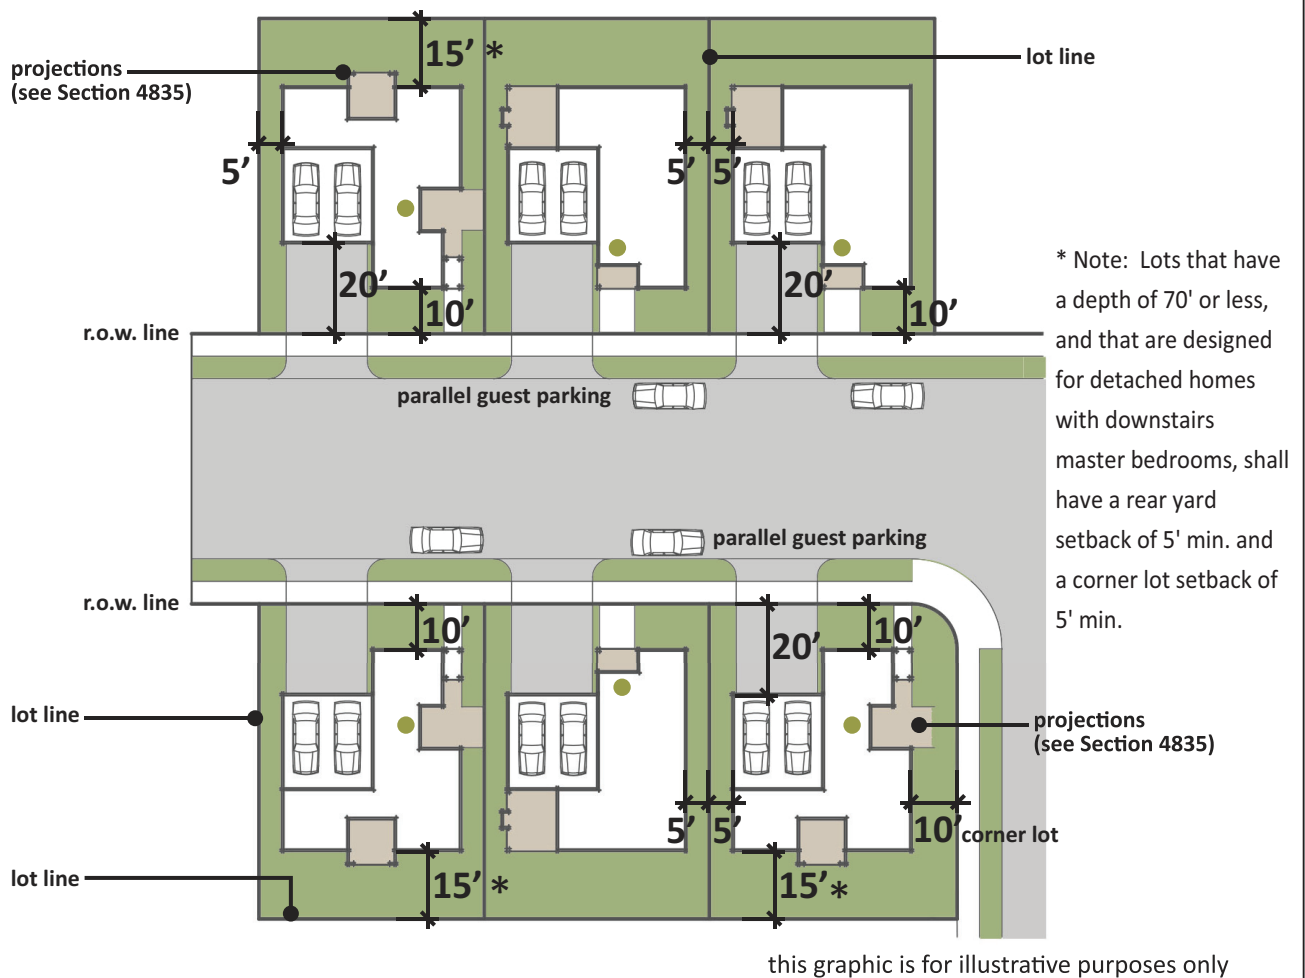 15’ *
lot line
projections
(see Section 4835)
5’
5’
5’
20’
10’
20’
10’
r.o.w. line
* Note: Lots that have
a depth of 70' or less,
and that are designed
for detached homes
with downstairs
master bedrooms, shall
have a rear yard
setback of 5' min. and
a corner lot setback of
5' min.
parallel guest parking
parallel guest parking
r.o.w. line
10’
20’
10’
lot line
projections
(see Section 4835)
5’
5’
10’ corner lot
lot line
15’ *
15’ *
this graphic is for illustrative purposes only